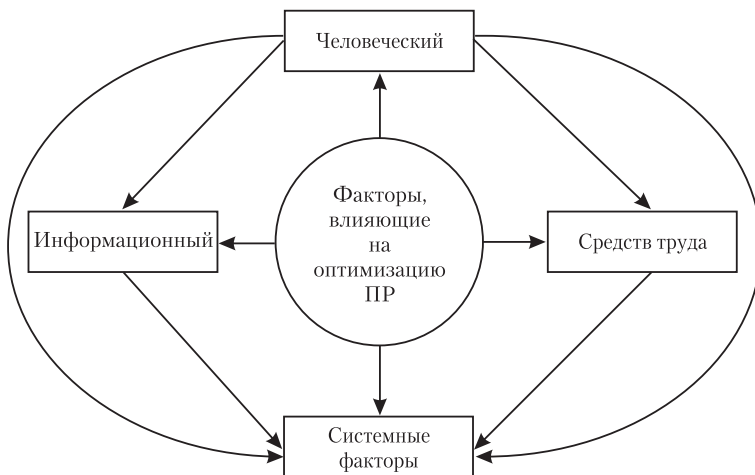 Человеческий
Факторы,
влияющие
на
оптимизацию
ПР
Информационный
Средств труда
Системные
факторы